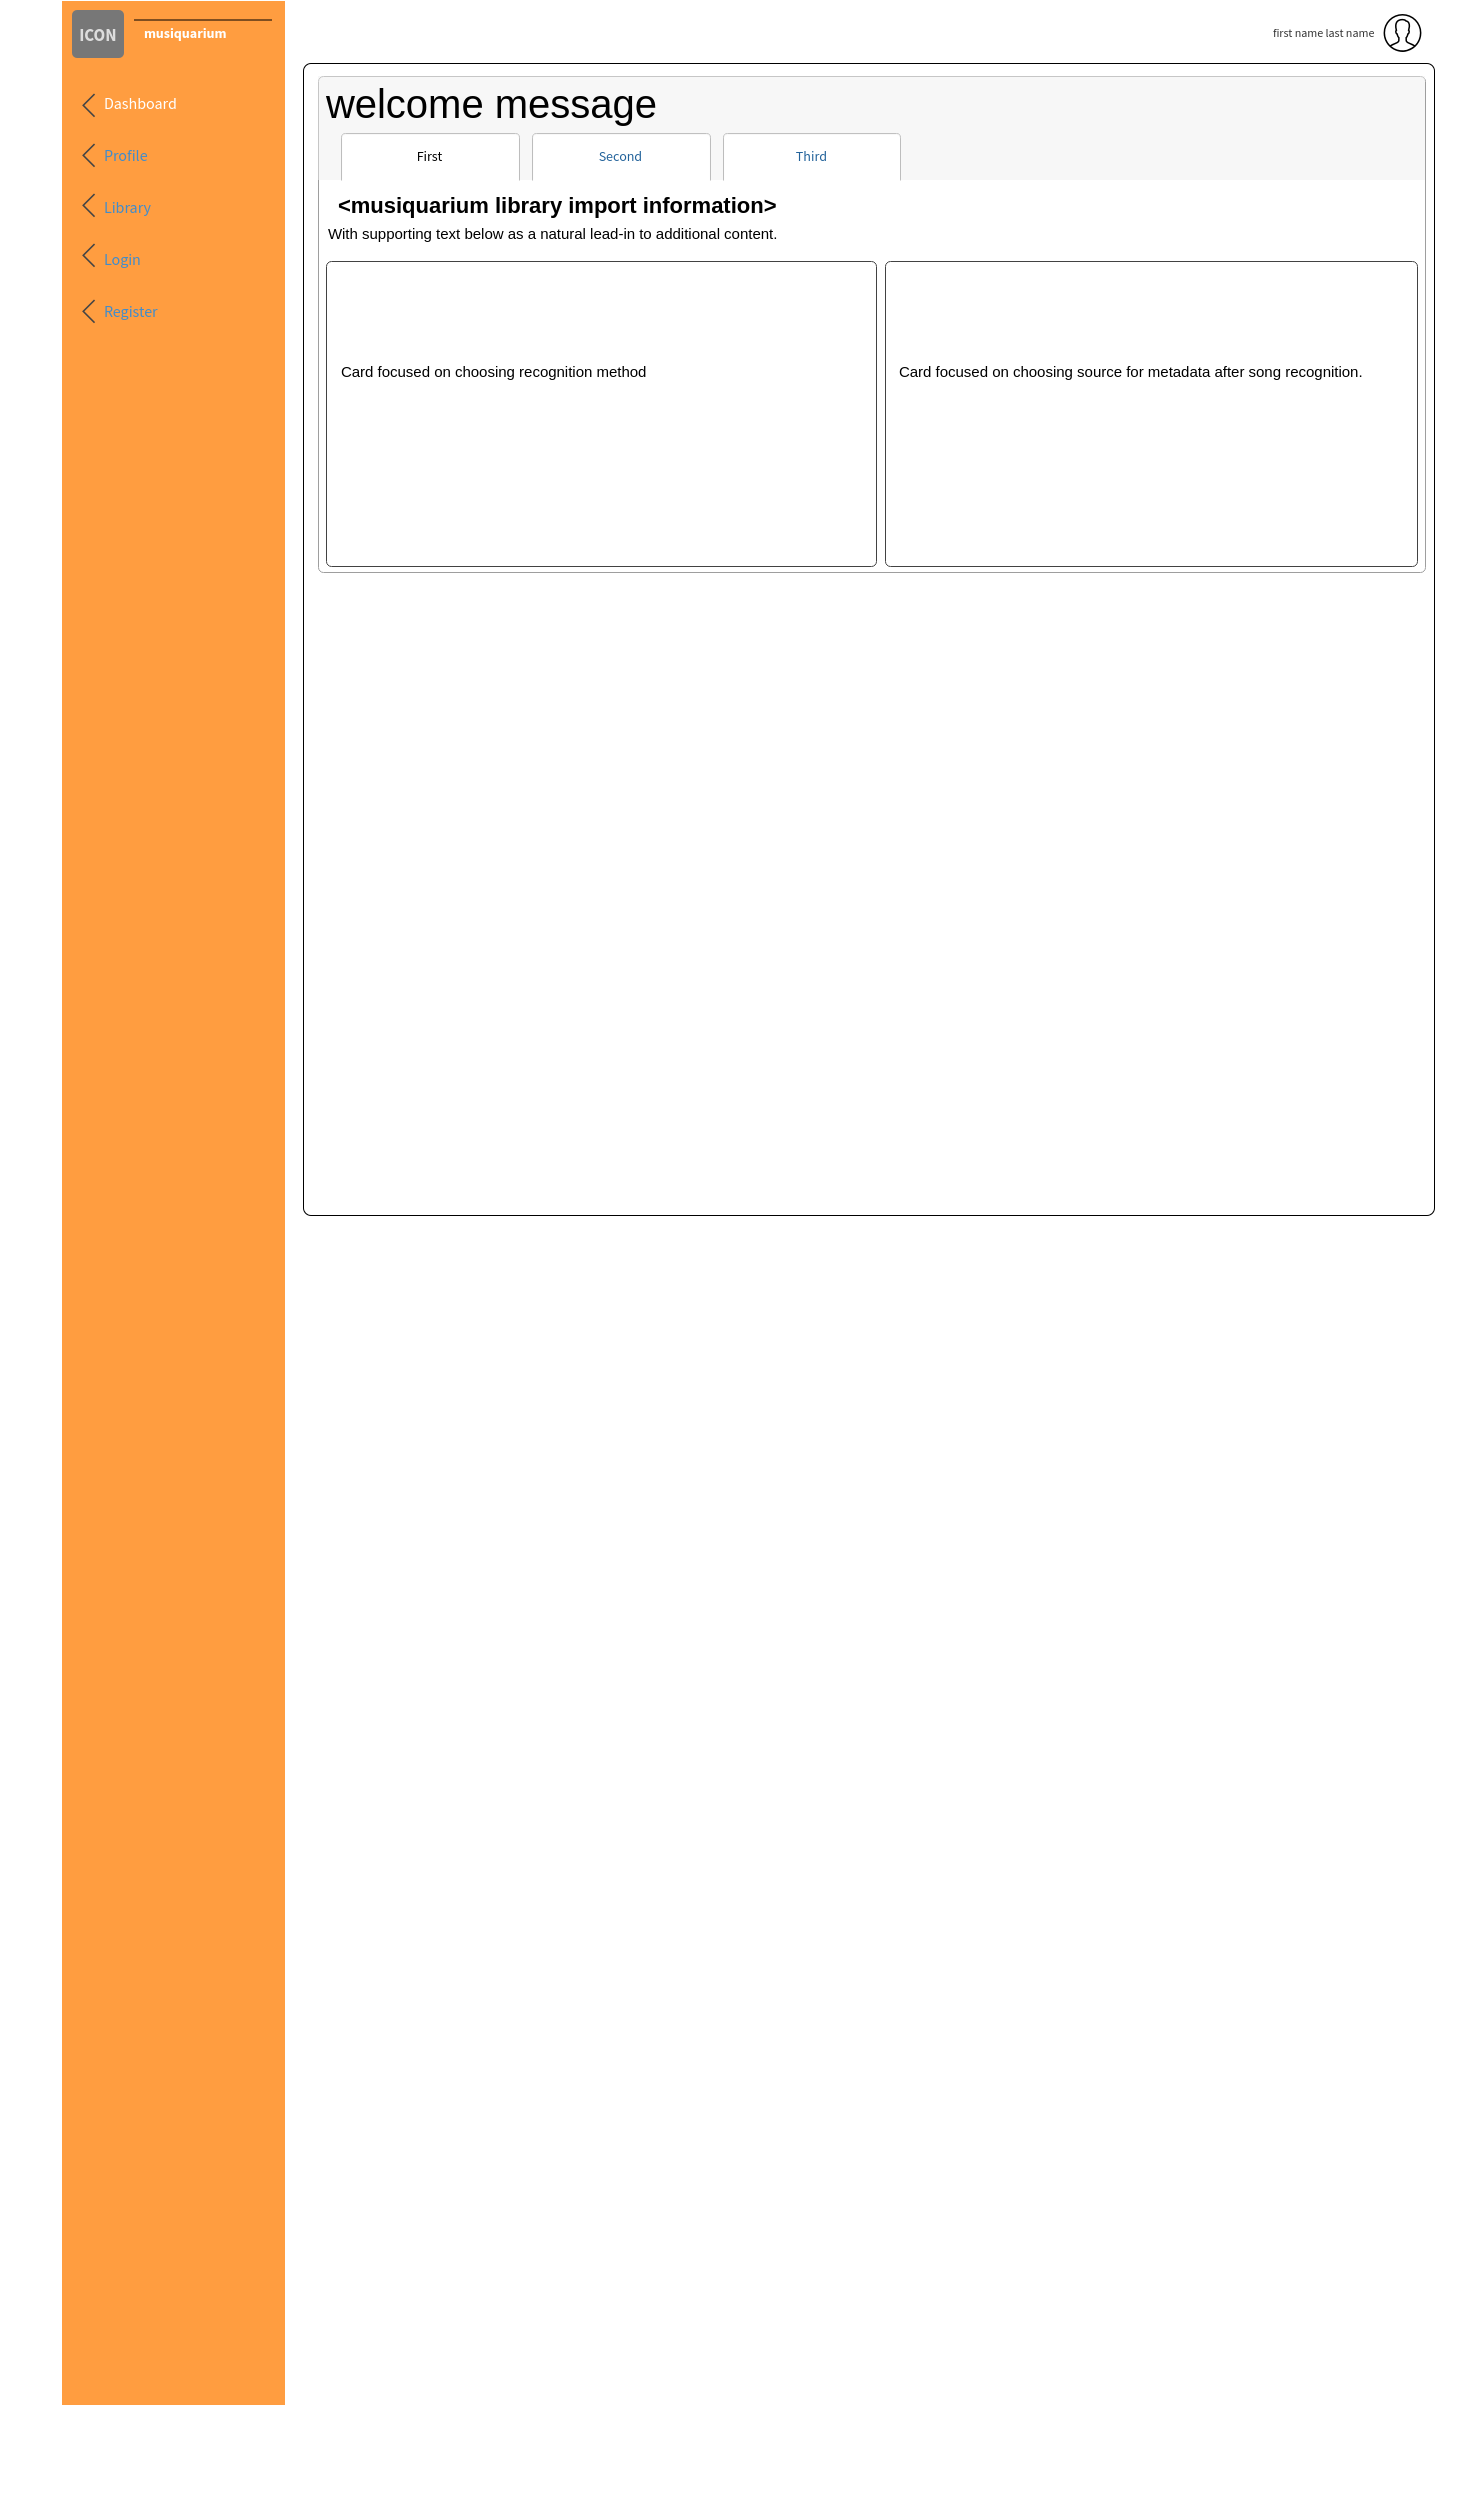 ICON
musiquarium
first name last name
Dashboard
Profile
Library
Login
Register
welcome message
First
Second
Third
<musiquarium library import information>
With supporting text below as a natural lead-in to additional content.
Card focused on choosing recognition method
Card focused on choosing source for metadata after song recognition.